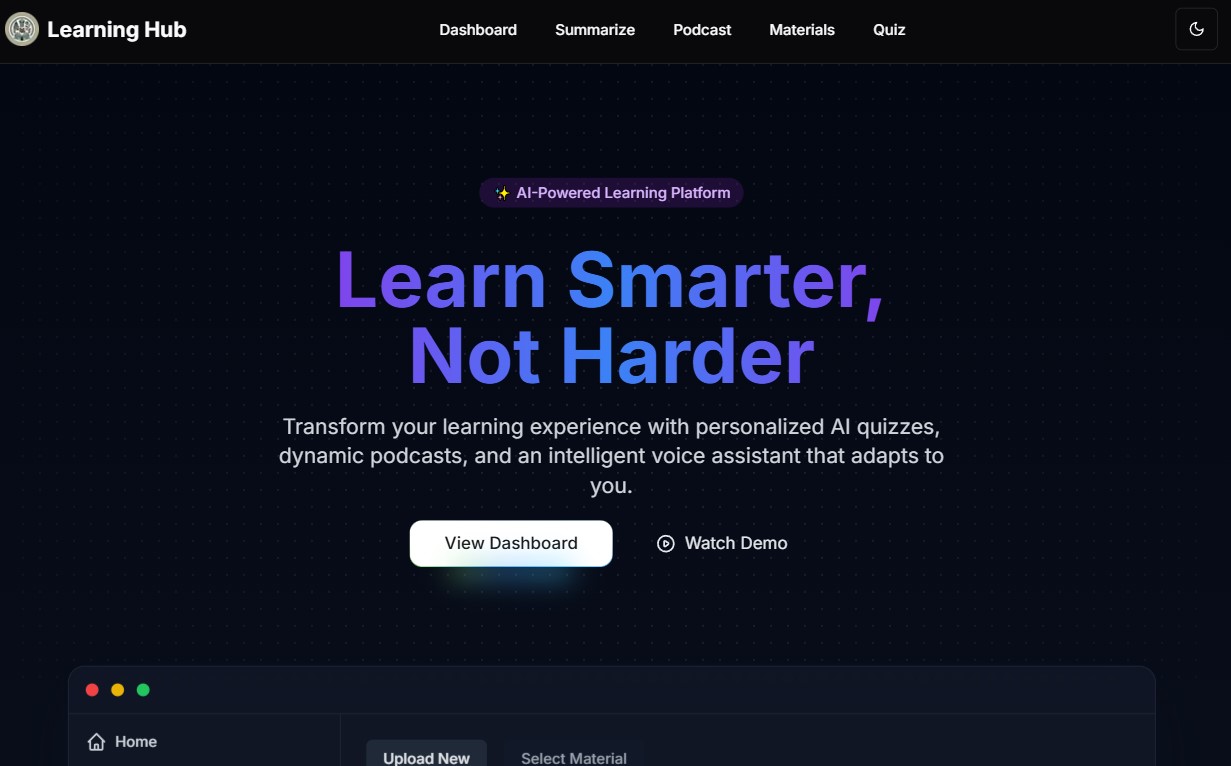 Learning Hub
Dashboard
Summarize
Podcast
Materials
Quiz
✨ AI-Powered Learning Platform
Learn Smarter,
Not Harder
Transform your learning experience with personalized AI quizzes,
dynamic podcasts, and an intelligent voice assistant that adapts to
you.
View Dashboard
Watch Demo
Home
Upload New
Select Material